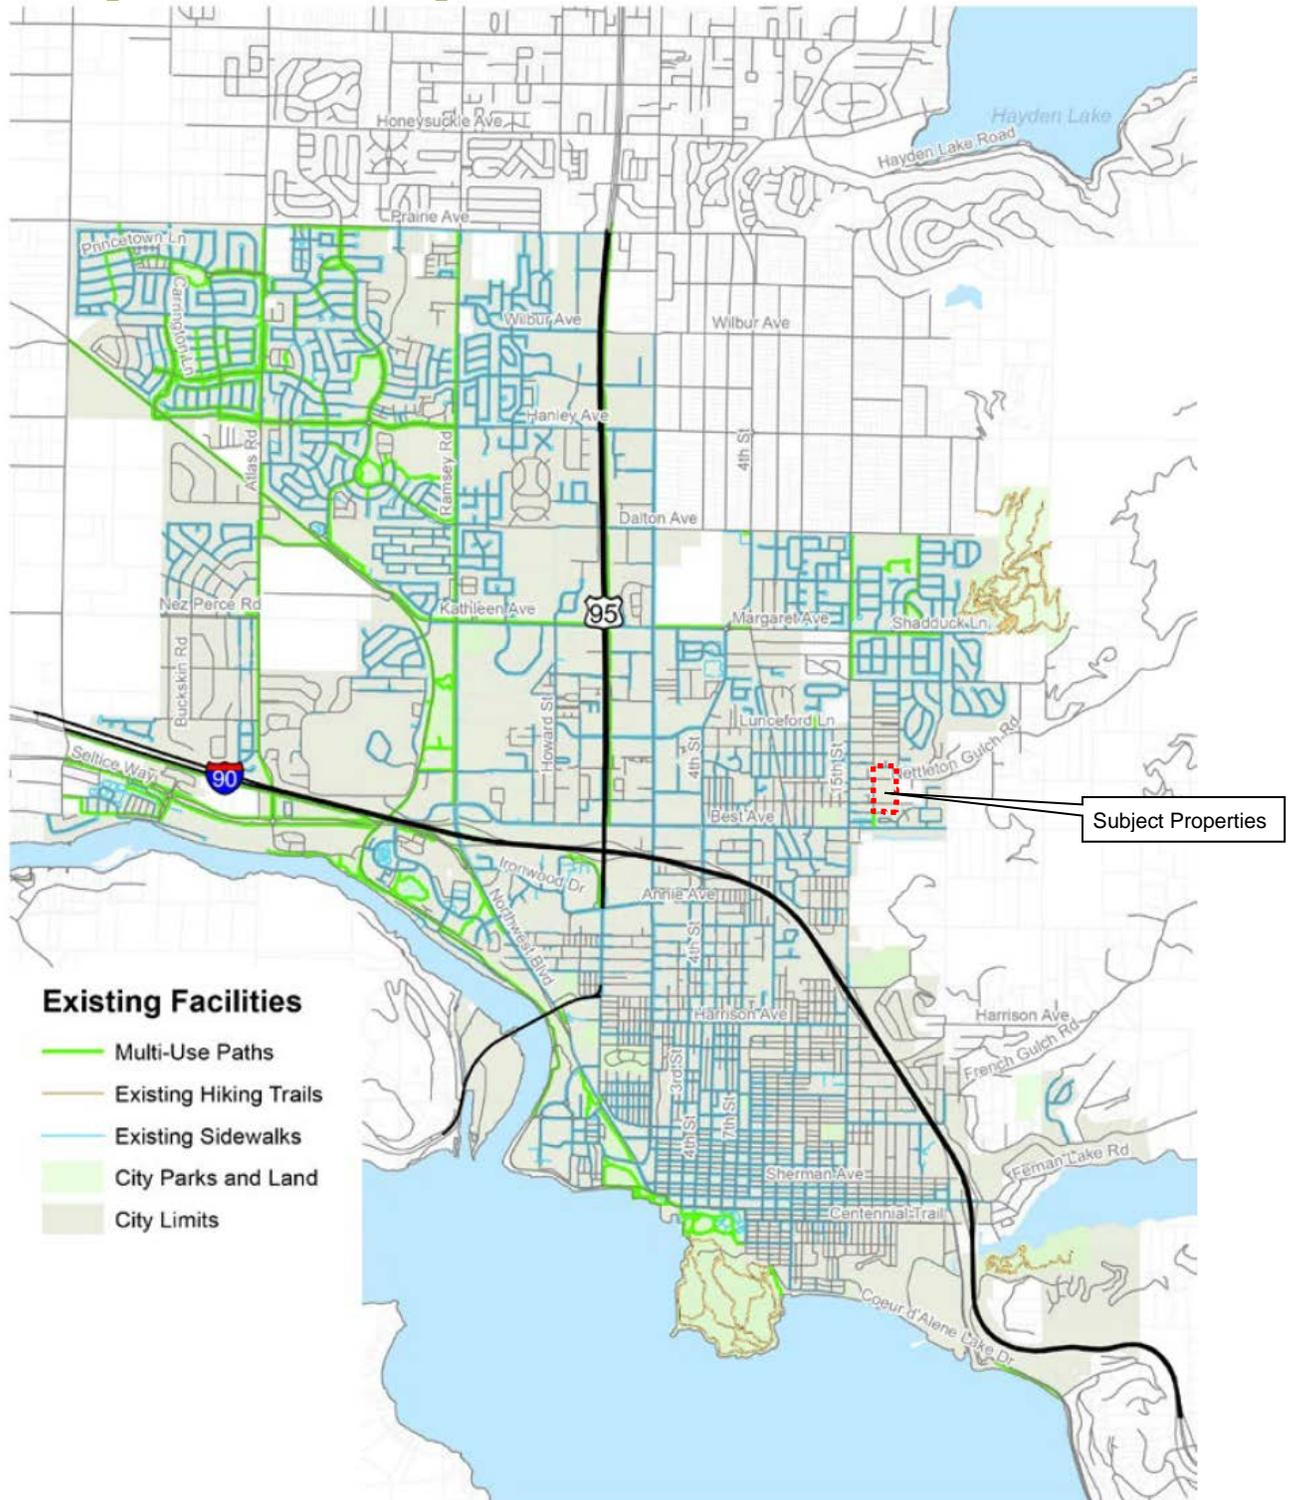 Hayden Lake
Honeysuckle Ave
Hayden Lake Road
Prairie Ave
Princetown Ln
Carrington Ln
Wilbur Ave
Wilbur Ave
Hanley Ave
Atlas Rd
Ramsey Rd
4th St
Dalton Ave
Nez Perce Rd
Kathleen Ave
95
Margaret Ave
Shadduck Ln
Buckskin Rd
Howard St
Lunceford Ln
4th St
15th St
ettleton Gulch Rd
Seltice Way
90
Best Ave
Subject Properties
Ironwood Dr
Annie Ave
Northwest Blvd
4th St
Existing Facilities
Multi-Use Paths
Existing Hiking Trails
Existing Sidewalks
City Parks and Land
City Limits
Harrison Ave
Harrison Ave
French Gulch Rd
3rd St
7th St
4th St
Sherman Ave
Fernan Lake Rd
Centennial Trail
Coeur d'Alene Lake Dr